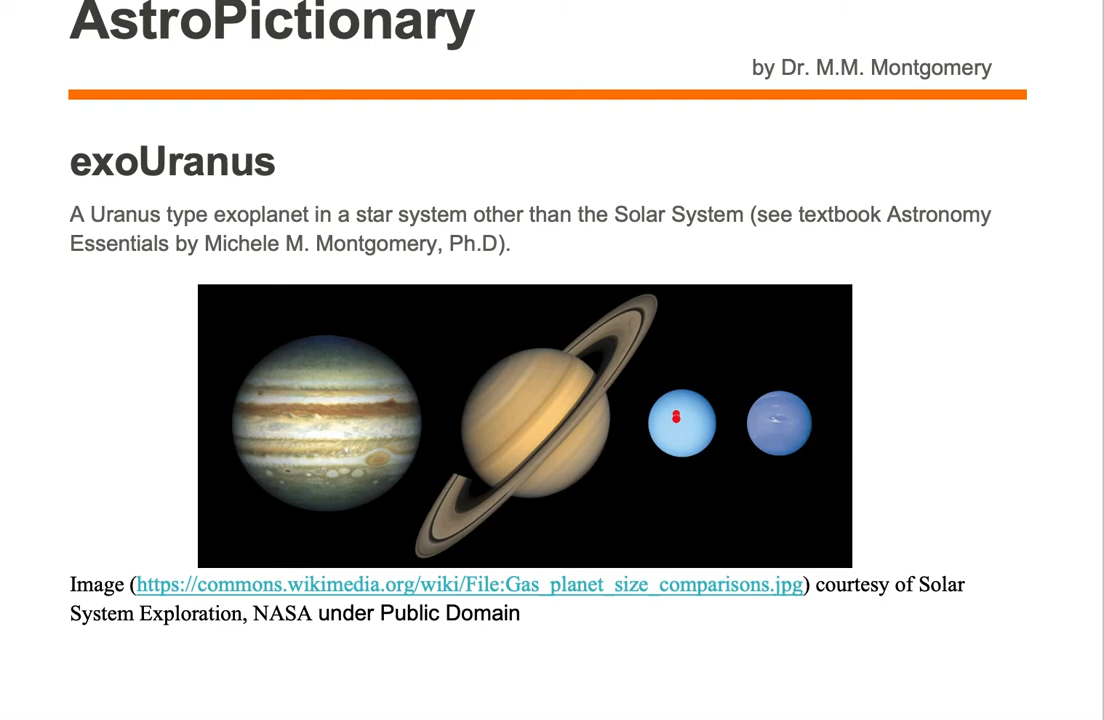 AstroPictionary
by Dr. M.M. Montgomery
exoUranus
A Uranus type exoplanet in a star system other than the Solar System (see textbook Astronomy
Essentials by Michele M. Montgomery, Ph.D).
Image (https://commons.wikimedia.org/wiki/File:Gas_planet_size_comparisons.jpg) courtesy of Solar
System Exploration, NASA under Public Domain